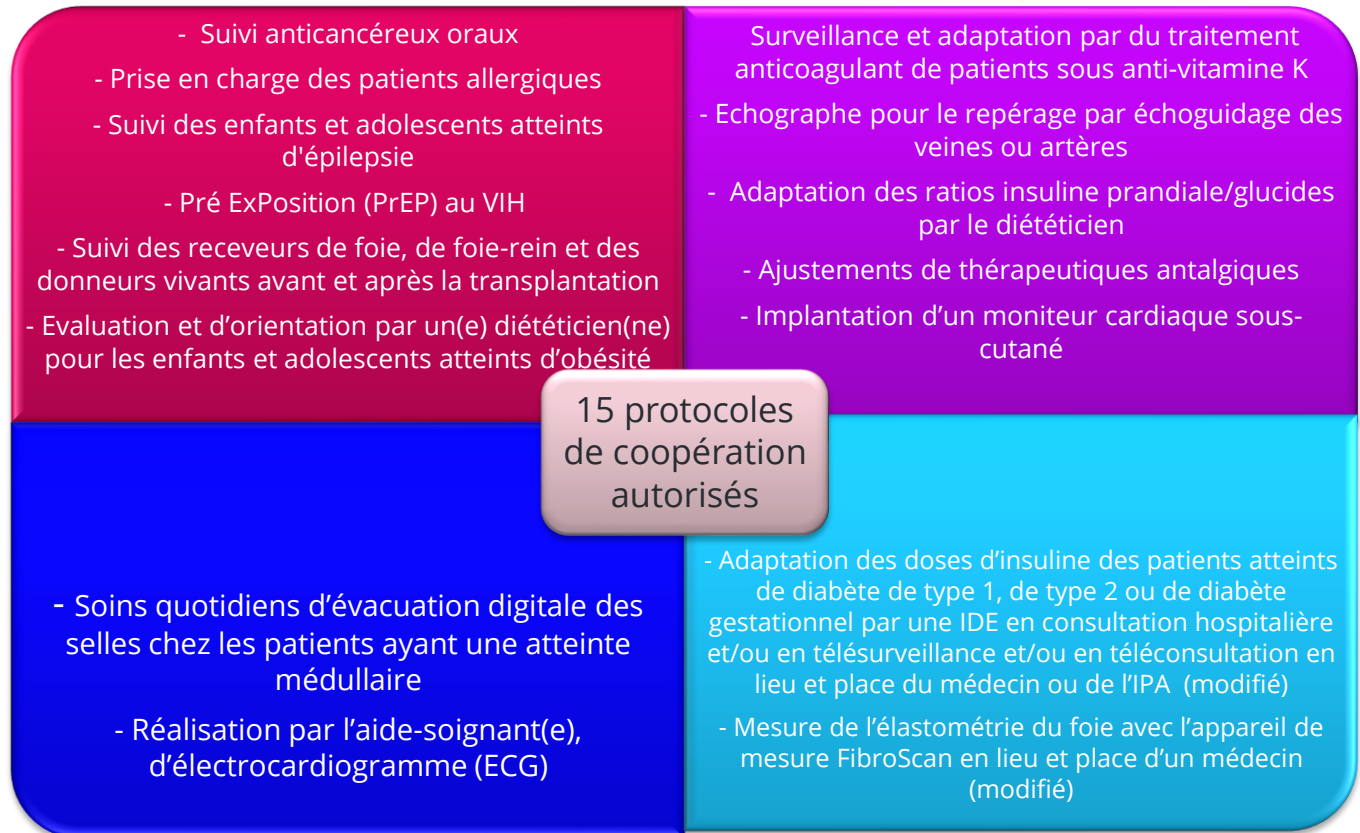 - Suivi anticancéreux oraux
- Prise en charge des patients allergiques
- Suivi des enfants et adolescents atteints
d'épilepsie
- Pré ExPosition (PrEP) au VIH
- Suivi des receveurs de foie, de foie-rein et des
donneurs vivants avant et après la transplantation
- Evaluation et d’orientation par un(e) diététicien(ne)
pour les enfants et adolescents atteints d’obésité
Surveillance et adaptation par du traitement
anticoagulant de patients sous anti-vitamine K
- Echographe pour le repérage par échoguidage des
veines ou artères
- Adaptation des ratios insuline prandiale/glucides
par le diététicien
- Ajustements de thérapeutiques antalgiques
- Implantation d’un moniteur cardiaque sous-
cutané
15 protocoles
de coopération
autorisés
- Soins quotidiens d’évacuation digitale des
selles chez les patients ayant une atteinte
médullaire
- Réalisation par l’aide-soignant(e),
d’électrocardiogramme (ECG)
- Adaptation des doses d’insuline des patients atteints
de diabète de type 1, de type 2 ou de diabète
gestationnel par une IDE en consultation hospitalière
et/ou en télésurveillance et/ou en téléconsultation en
lieu et place du médecin ou de l’IPA (modifié)
- Mesure de l’élastométrie du foie avec l’appareil de
mesure FibroScan en lieu et place d’un médecin
(modifié)